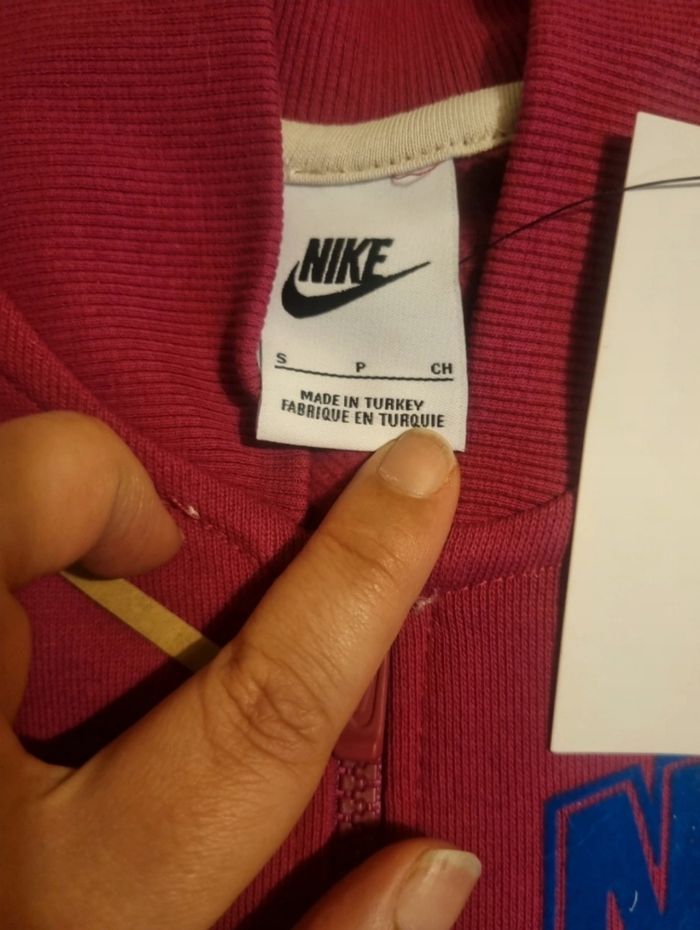 NIKE
S P CH
MADE IN TURKEY
FABRIQUE EN TURQUIE
N